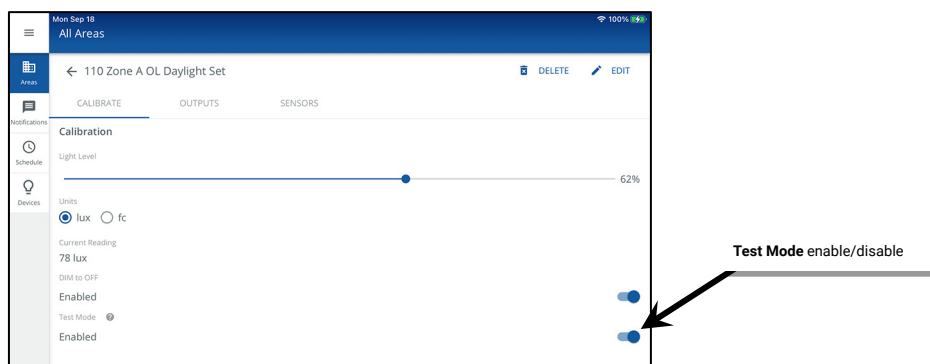 Mon Sep 18
100%
All Areas
Areas
110 Zone A OL Daylight Set
DELETE
EDIT
Notifications
CALIBRATE
OUTPUTS
SENSORS
Schedule
Calibration
Light Level
62%
Devices
Units
lux
fc
Current Reading
78 lux
DIM to OFF
Enabled
Test Mode ?
Enabled
Test Mode enable/disable